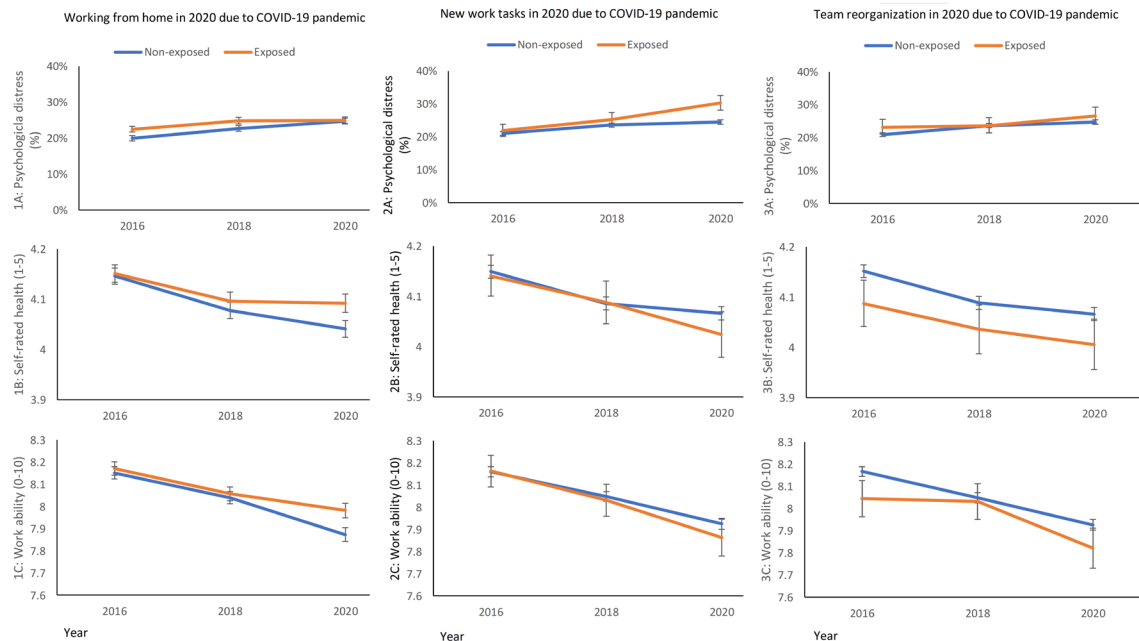 Working from home in 2020 due to COVID-19 pandemic
Non-exposed Exposed
1A: Psychologicla distress
(%)
40%
30%
20%
10%
0%
2016 2018 2020
1B: Self-rated health (1-5)
4.2
4.1
4
3.9
2016 2018 2020
1C: Work ability (0-10)
8.3
8.2
8.1
8
7.9
7.8
7.7
7.6
2016 2018 2020
Year
New work tasks in 2020 due to COVID-19 pandemic
Non-exposed Exposed
2A: Psychological distress
(%)
40%
30%
20%
10%
0%
2016 2018 2020
2B: Self-rated health (1-5)
4.2
4.1
4
3.9
2016 2018 2020
2C: Work ability (0-10)
8.3
8.2
8.1
8
7.9
7.8
7.7
7.6
2016 2018 2020
Year
Team reorganization in 2020 due to COVID-19 pandemic
Non-exposed Exposed
3A: Psychological distress
(%)
40%
30%
20%
10%
0%
2016 2018 2020
3B: Self-rated health (1-5)
4.2
4.1
4
3.9
2016 2018 2020
3C: Work ability (0-10)
8.3
8.2
8.1
8
7.9
7.8
7.7
7.6
2016 2018 2020
Year